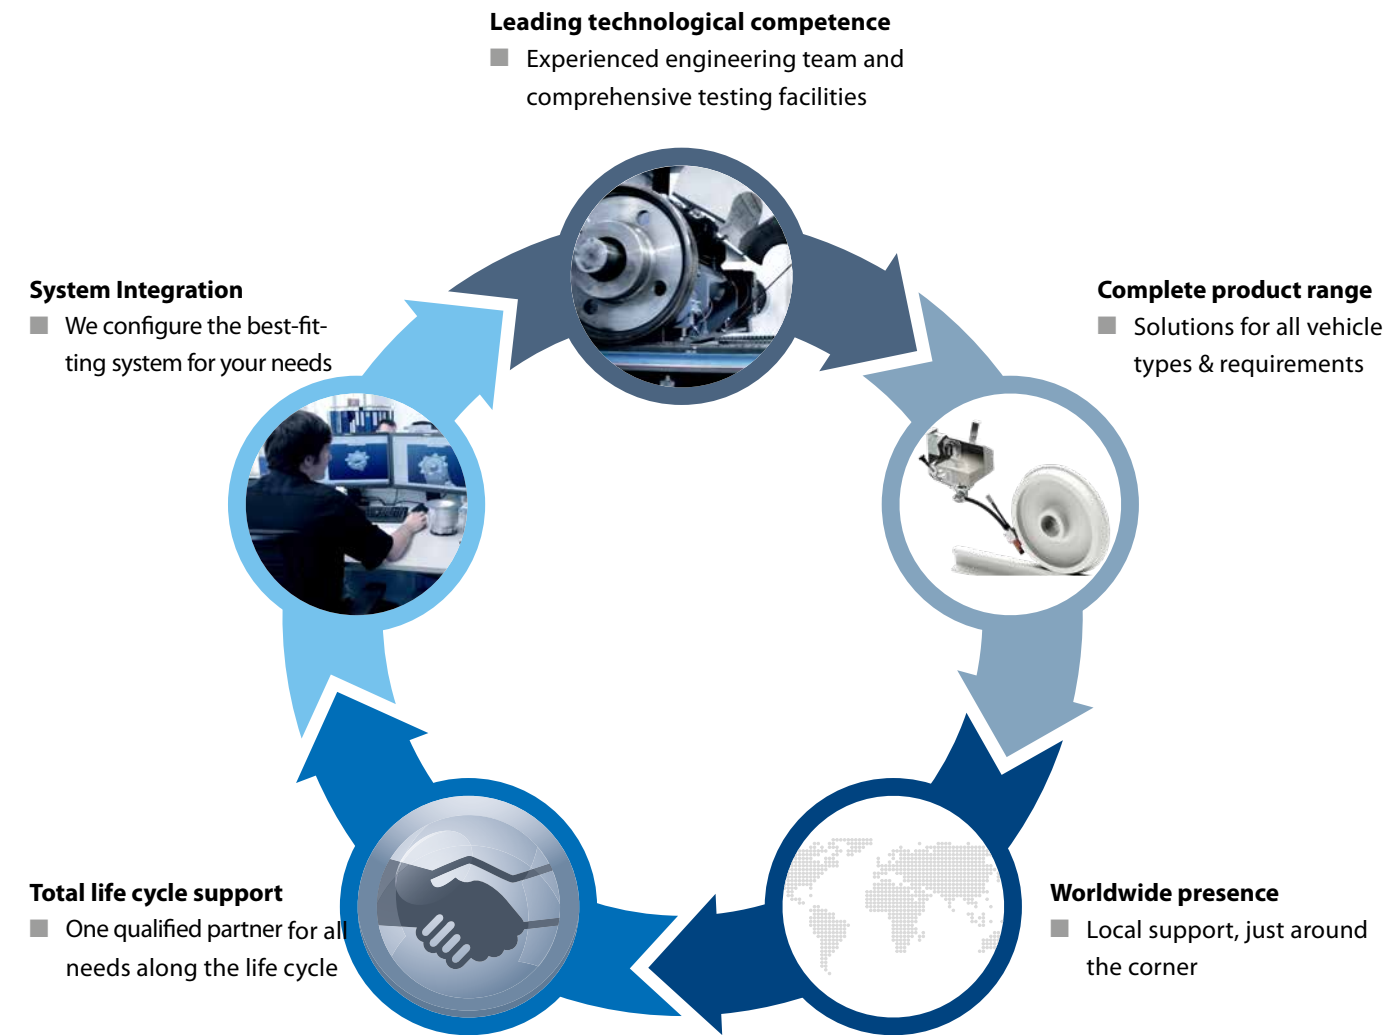 Leading technological competence
Experienced engineering team and
comprehensive testing facilities
System Integration
We configure the best-fit-
ting system for your needs
Complete product range
Solutions for all vehicle
types & requirements
Total life cycle support
One qualified partner for all
needs along the life cycle
Worldwide presence
Local support, just around
the corner